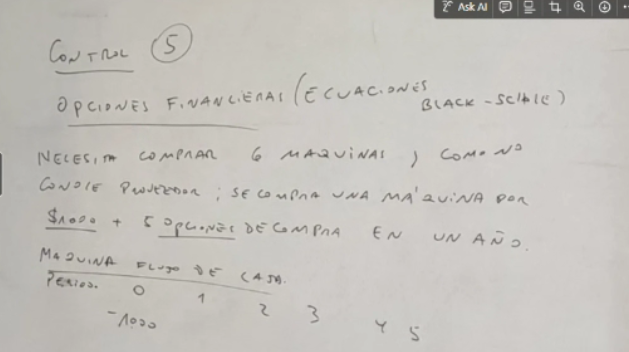 Ask AI
CONTROL 5
OPCIONES FINANCIERAS (ECUACIONES
BLACK-SCHOLE)
NECESITA COMPRAR 6 MAQUINAS, COMO NO
CONOCE PROVEEDOR; SE COMPRA UNA MÁQUINA POR
$1000 + 5 OPCIONES DE COMPRA EN UN AÑO.
MAQUINA FLUJO DE CAJA.
PERIODO. 0 1 2 3 4 5
-1000